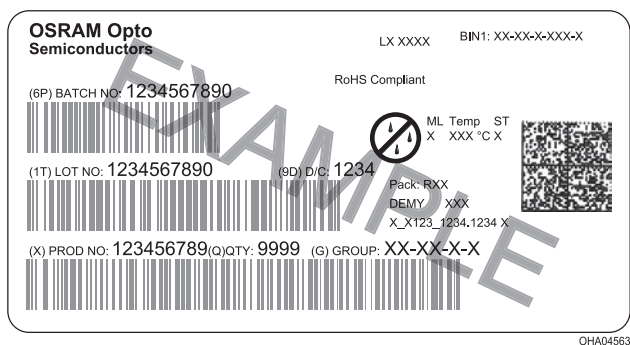 OSRAM Opto
Semiconductors
LX XXXX
BIN1: XX-XX-X-XXX-X
RoHS Compliant
(6P) BATCH NO: 1234567890
ML Temp ST
X XXX °C X
(1T) LOT NO: 1234567890
(9D) D/C: 1234
Pack: RXX
DEMY XXX
X_X123_1234.1234 X
(X) PROD NO: 123456789(Q)QTY: 9999 (G) GROUP: XX-XX-X-X
EXAMPLE
OHA04563